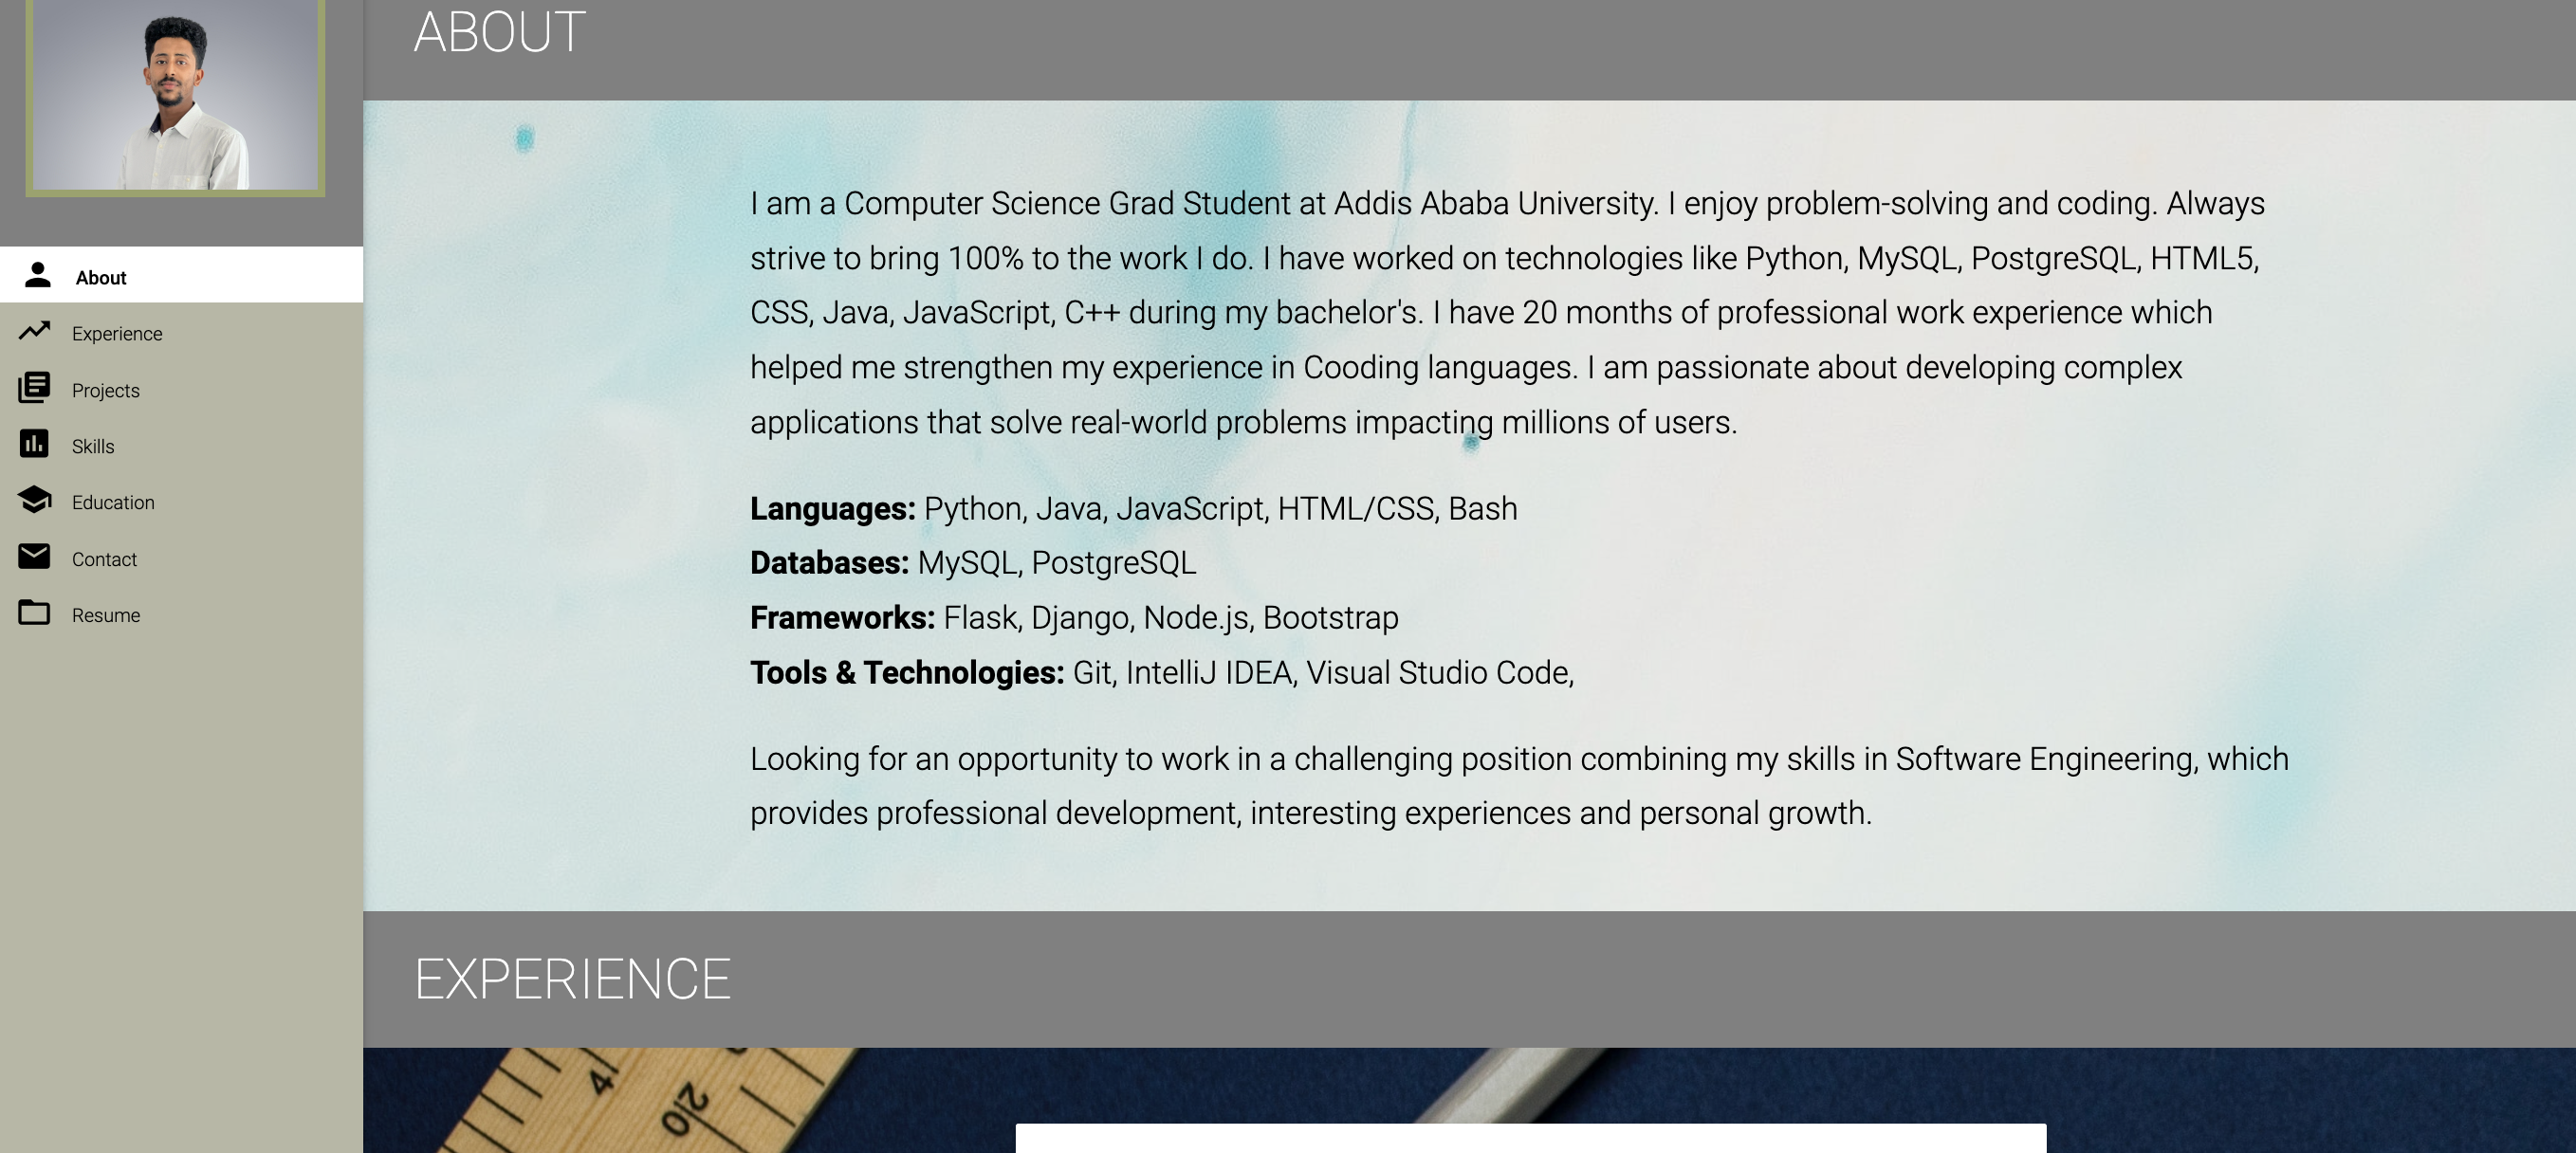 ABOUT
About
Experience
Projects
Skills
Education
Contact
Resume
I am a Computer Science Grad Student at Addis Ababa University. I enjoy problem-solving and coding. Always
strive to bring 100% to the work I do. I have worked on technologies like Python, MySQL, PostgreSQL, HTML5,
CSS, Java, JavaScript, C++ during my bachelor's. I have 20 months of professional work experience which
helped me strengthen my experience in Cooding languages. I am passionate about developing complex
applications that solve real-world problems impacting millions of users.
Languages: Python, Java, JavaScript, HTML/CSS, Bash
Databases: MySQL, PostgreSQL
Frameworks: Flask, Django, Node.js, Bootstrap
Tools & Technologies: Git, IntelliJ IDEA, Visual Studio Code,
Looking for an opportunity to work in a challenging position combining my skills in Software Engineering, which
provides professional development, interesting experiences and personal growth.
EXPERIENCE
4
20